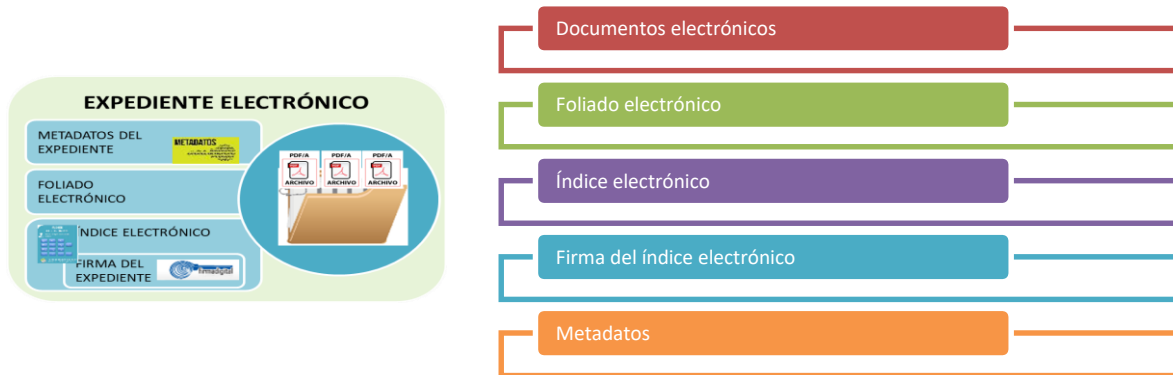 EXPEDIENTE ELECTRÓNICO
METADATOS DEL
EXPEDIENTE
METADATOS
FOLIADO
ELECTRÓNICO
ÍNDICE ELECTRÓNICO
FIRMA DEL
EXPEDIENTE
firmadigital
PDF/A
PDF/A
PDF/A
ARCHIVO
ARCHIVO
ARCHIVO
Documentos electrónicos
Foliado electrónico
Índice electrónico
Firma del índice electrónico
Metadatos